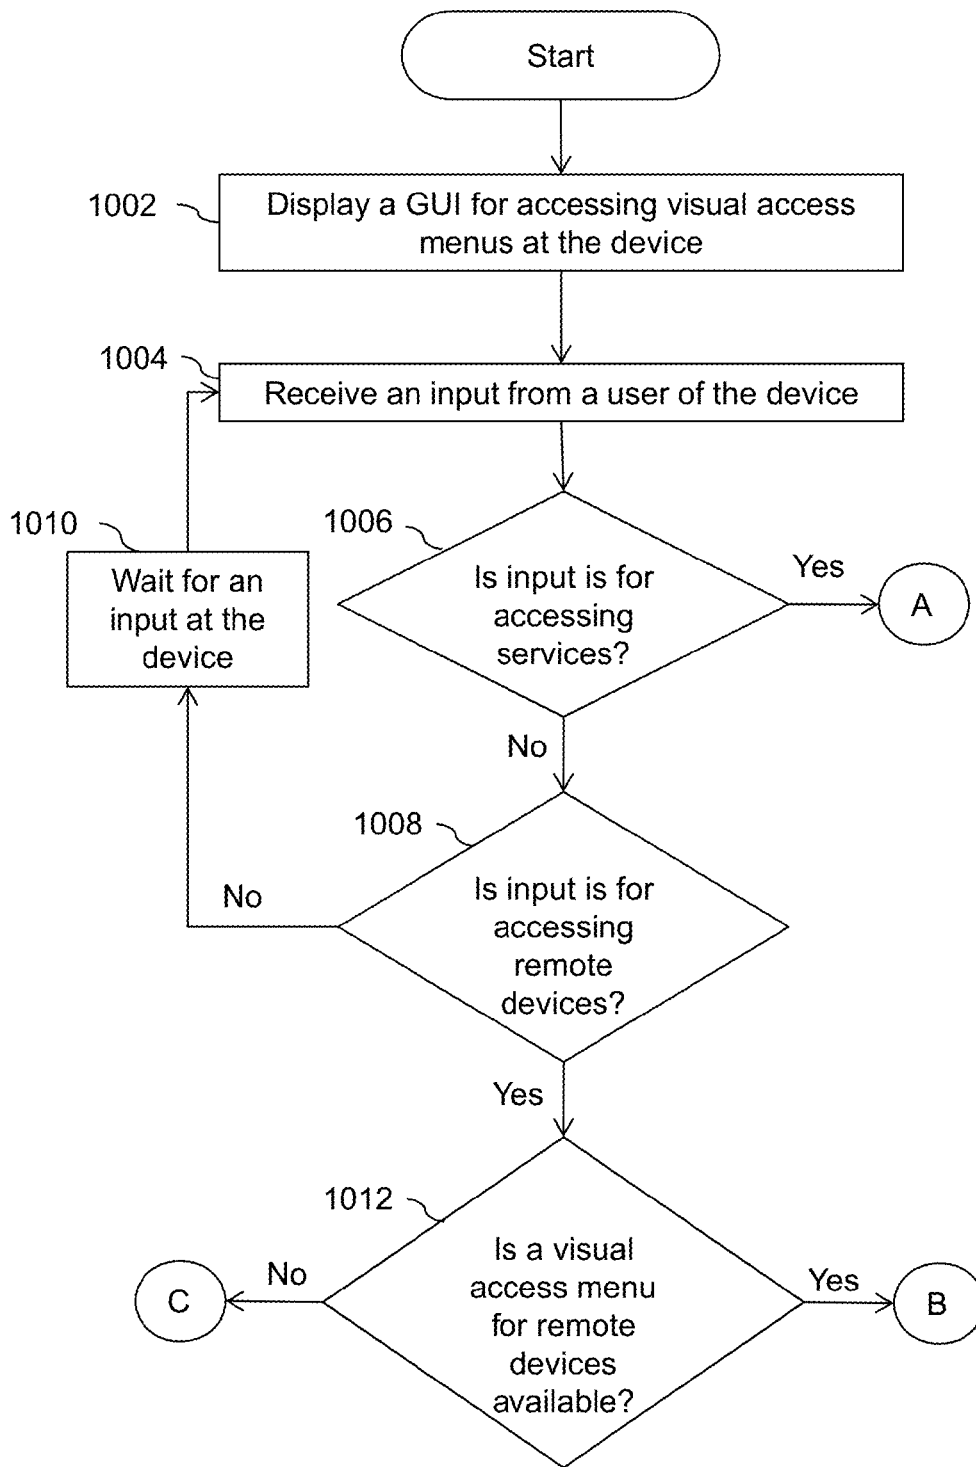 Start
1002
Display a GUI for accessing visual access
menus at the device
1004
Receive an input from a user of the device
1010
Wait for an
input at the
device
1006
Is input is for
accessing
services?
Yes
A
No
1008
Is input is for
accessing
remote
devices?
No
Yes
1012
Is a visual
access menu
for remote
devices
available?
No
C
Yes
B